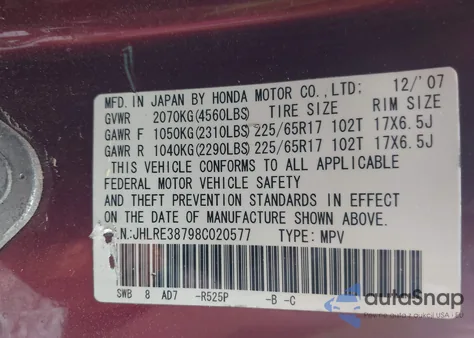 MFD. IN JAPAN BY HONDA MOTOR CO.,LTD; 12/'07
GVWR 2070KG(4560LBS) TIRE SIZE RIM SIZE
GAWR F 1050KG(2310LBS) 225/65R17 102T 17X6.5J
GAWR R 1040KG(2290LBS) 225/65R17 102T 17X6.5J
THIS VEHICLE CONFORMS TO ALL APPLICABLE
FEDERAL MOTOR VEHICLE SAFETY
AND THEFT PREVENTION STANDARDS IN EFFECT
ON THE DATE OF MANUFACTURE SHOWN ABOVE.
.N:JHLRE38798C020577 TYPE: MPV
SWB 8 AD7 -R525P -B -C
autoSnap